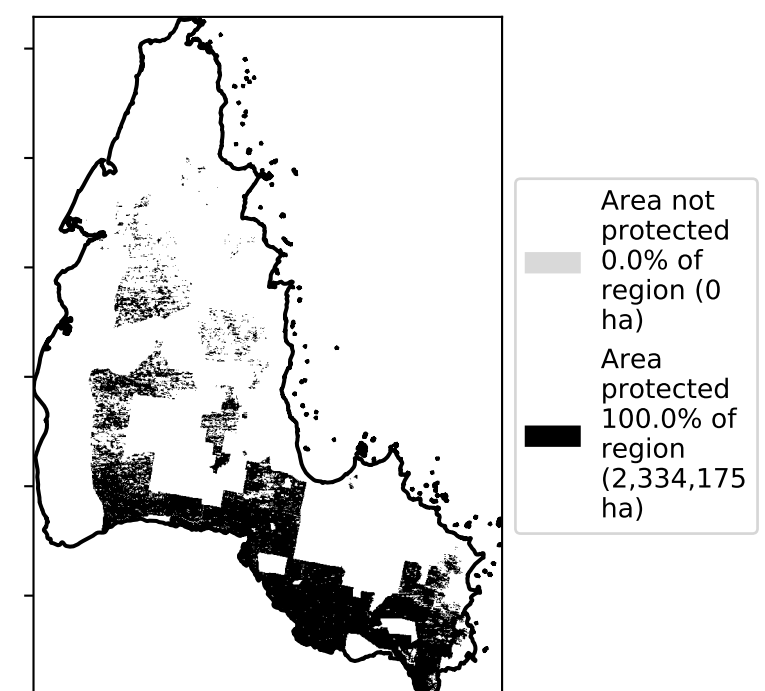 Area not
protected
0.0% of
region (0
ha)
Area
protected
100.0% of
region
(2,334,175
ha)